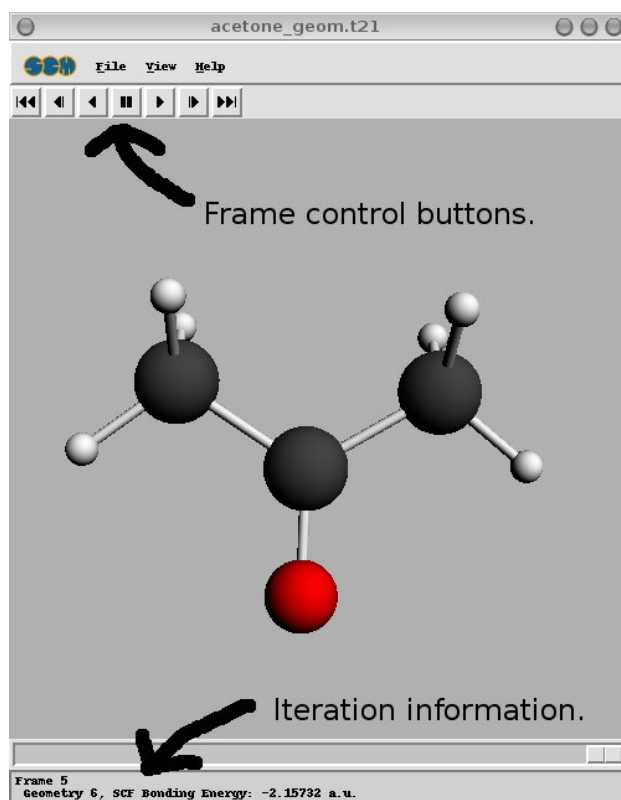 acetone_geom.t21
SCM File View Help
Frame control buttons.
Iteration information.
Frame 5
Geometry 6, SCF Bonding Energy: -2.15732 a.u.